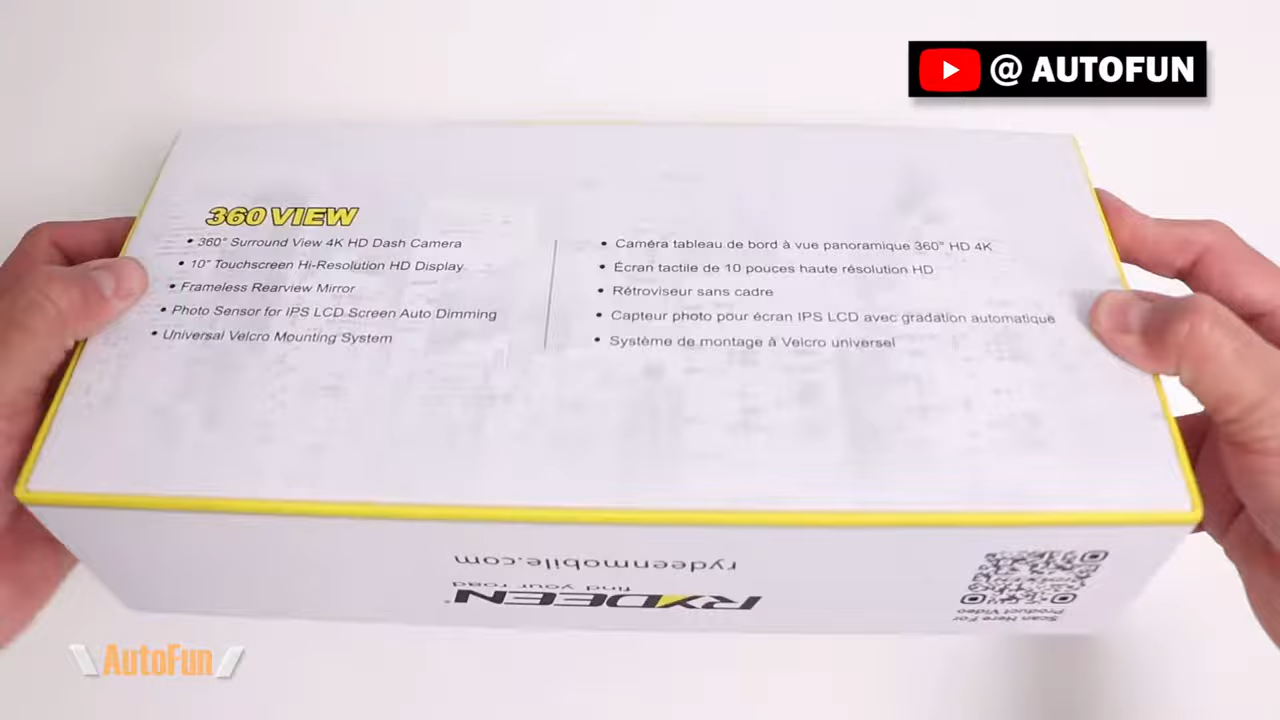 @ AUTOFUN
360 VIEW
• 360° Surround View 4K HD Dash Camera
• 10" Touchscreen Hi-Resolution HD Display
• Frameless Rearview Mirror
• Photo Sensor for IPS LCD Screen Auto Dimming
• Universal Velcro Mounting System
• Caméra tableau de bord à vue panoramique 360° HD 4K
• Écran tactile de 10 pouces haute résolution HD
• Rétroviseur sans cadre
• Capteur photo pour écran IPS LCD avec gradation automatique
• Système de montage à Velcro universel
rydeenmobile.com
find your road
RYDEEN
Scan Here For
Product Video
AutoFun